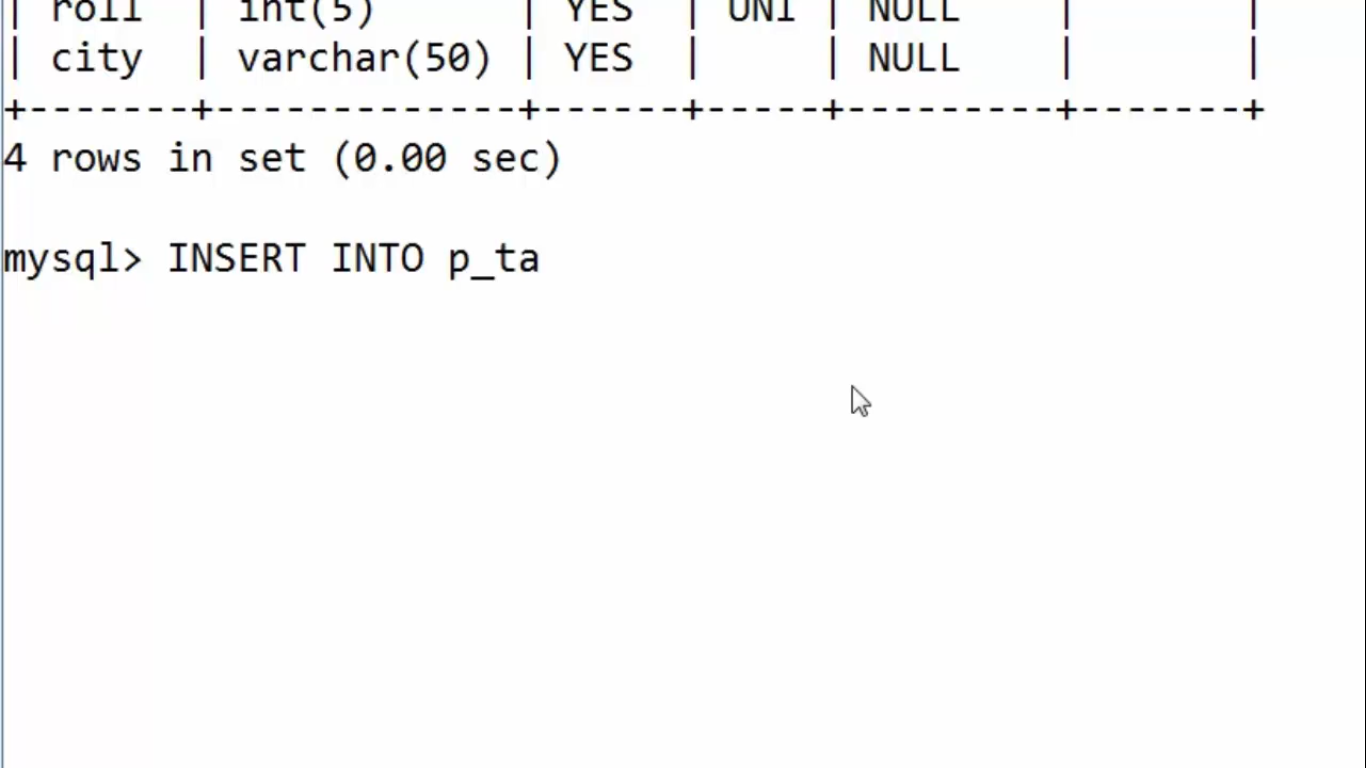 | roll | int(5) | YES | UNI | NULL | |
| city | varchar(50) | YES | | NULL | |
+-------+-------------+------+-----+---------+-------+
4 rows in set (0.00 sec)
mysql> INSERT INTO p_ta